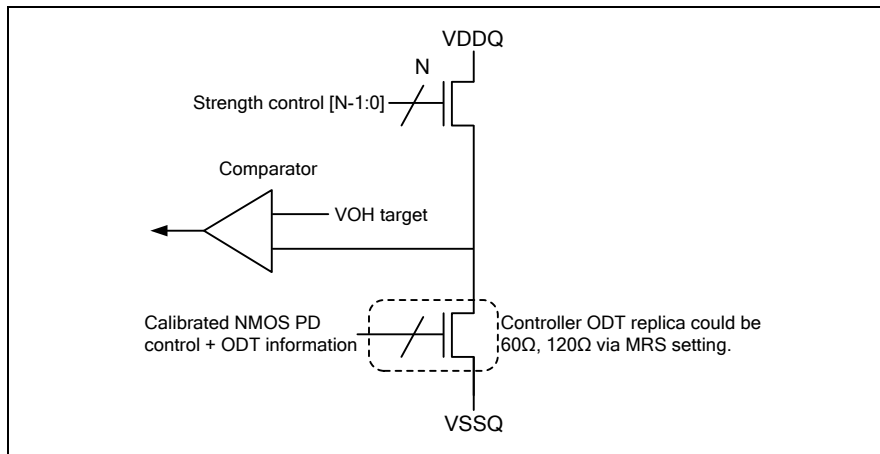 VDDQ
N
Strength control [N-1:0]
Comparator
VOH target
Calibrated NMOS PD
control + ODT information
Controller ODT replica could be
60Ω, 120Ω via MRS setting.
VSSQ